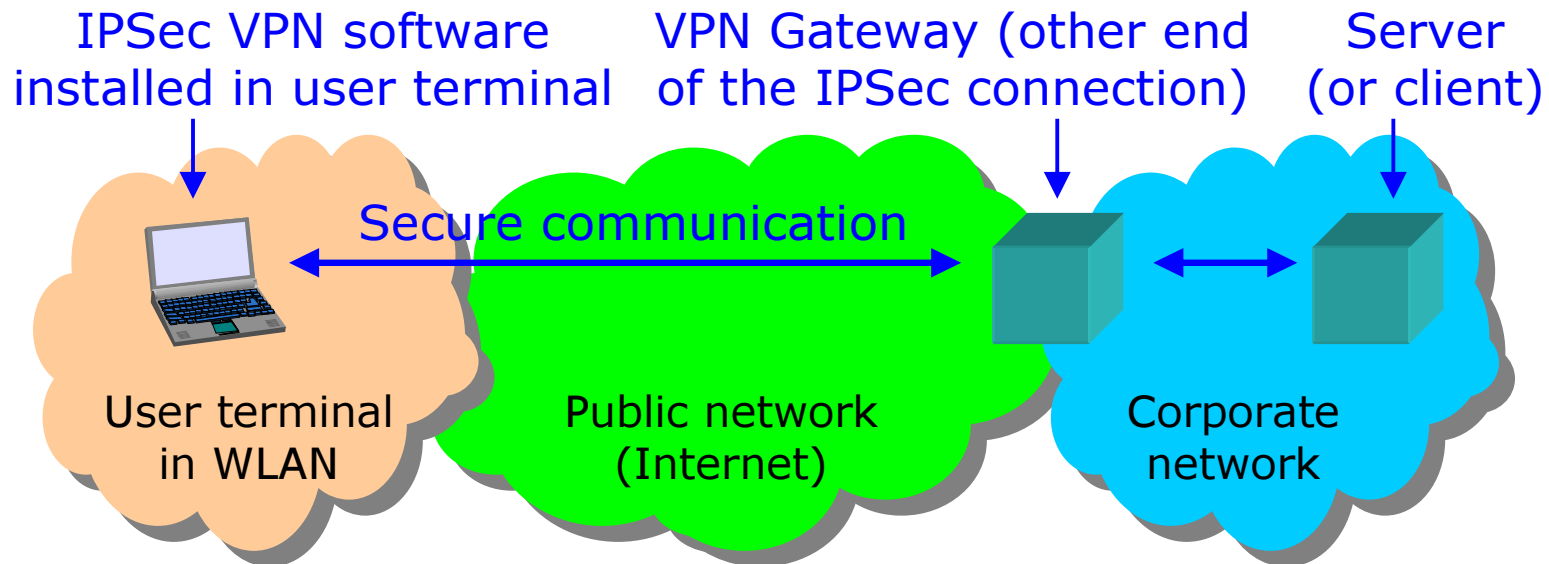 IPSec VPN software
installed in user terminal
VPN Gateway (other end
of the IPSec connection)
Server
(or client)
Secure communication
User terminal
in WLAN
Public network
(Internet)
Corporate
network